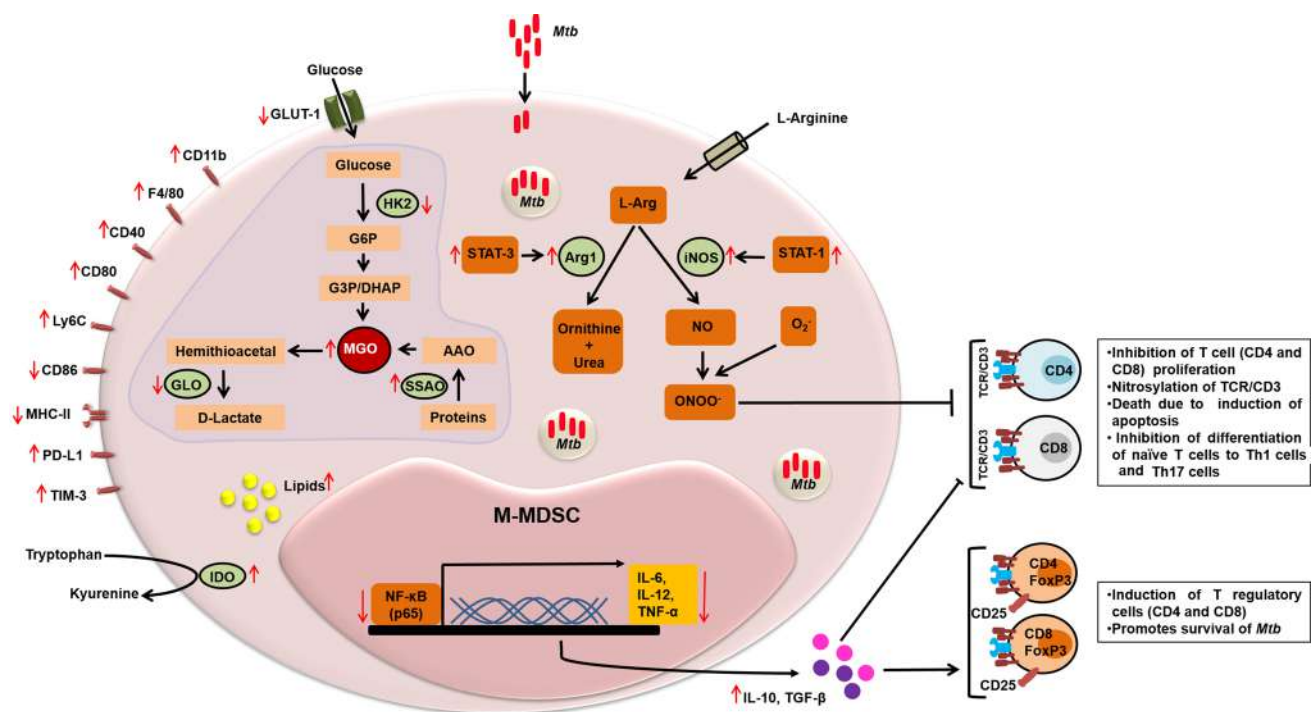 Mtb
Glucose
↓GLUT-1
L-Arginine
↑CD11b
↑F4/80
↑CD40
↑CD80
↑Ly6C
↓CD86
↓MHC-II
↑PD-L1
↑TIM-3
Glucose
HK2↓
G6P
G3P/DHAP
↑MGO
AAO
Hemithioacetal
↓GLO
↑SSAO
D-Lactate
Proteins
Mtb
L-Arg
↑STAT-3
↑Arg1
iNOS↑
STAT-1↑
Ornithine
+
Urea
NO
O₂⁻
ONOO⁻
Mtb
Mtb
Lipids↑
Tryptophan
Kyurenine
IDO↑
M-MDSC
↓NF-κB
(p65)
IL-6,
IL-12,
TNF-α↓
↑IL-10, TGF-β
TCR/CD3
CD4
TCR/CD3
CD8
•Inhibition of T cell (CD4 and
CD8) proliferation
•Nitrosylation of TCR/CD3
•Death due to induction of
apoptosis
• Inhibition of differentiation
of naïve T cells to Th1 cells
and Th17 cells
CD4
FoxP3
CD25
CD8
FoxP3
CD25
•Induction of T regulatory
cells (CD4 and CD8)
•Promotes survival of Mtb